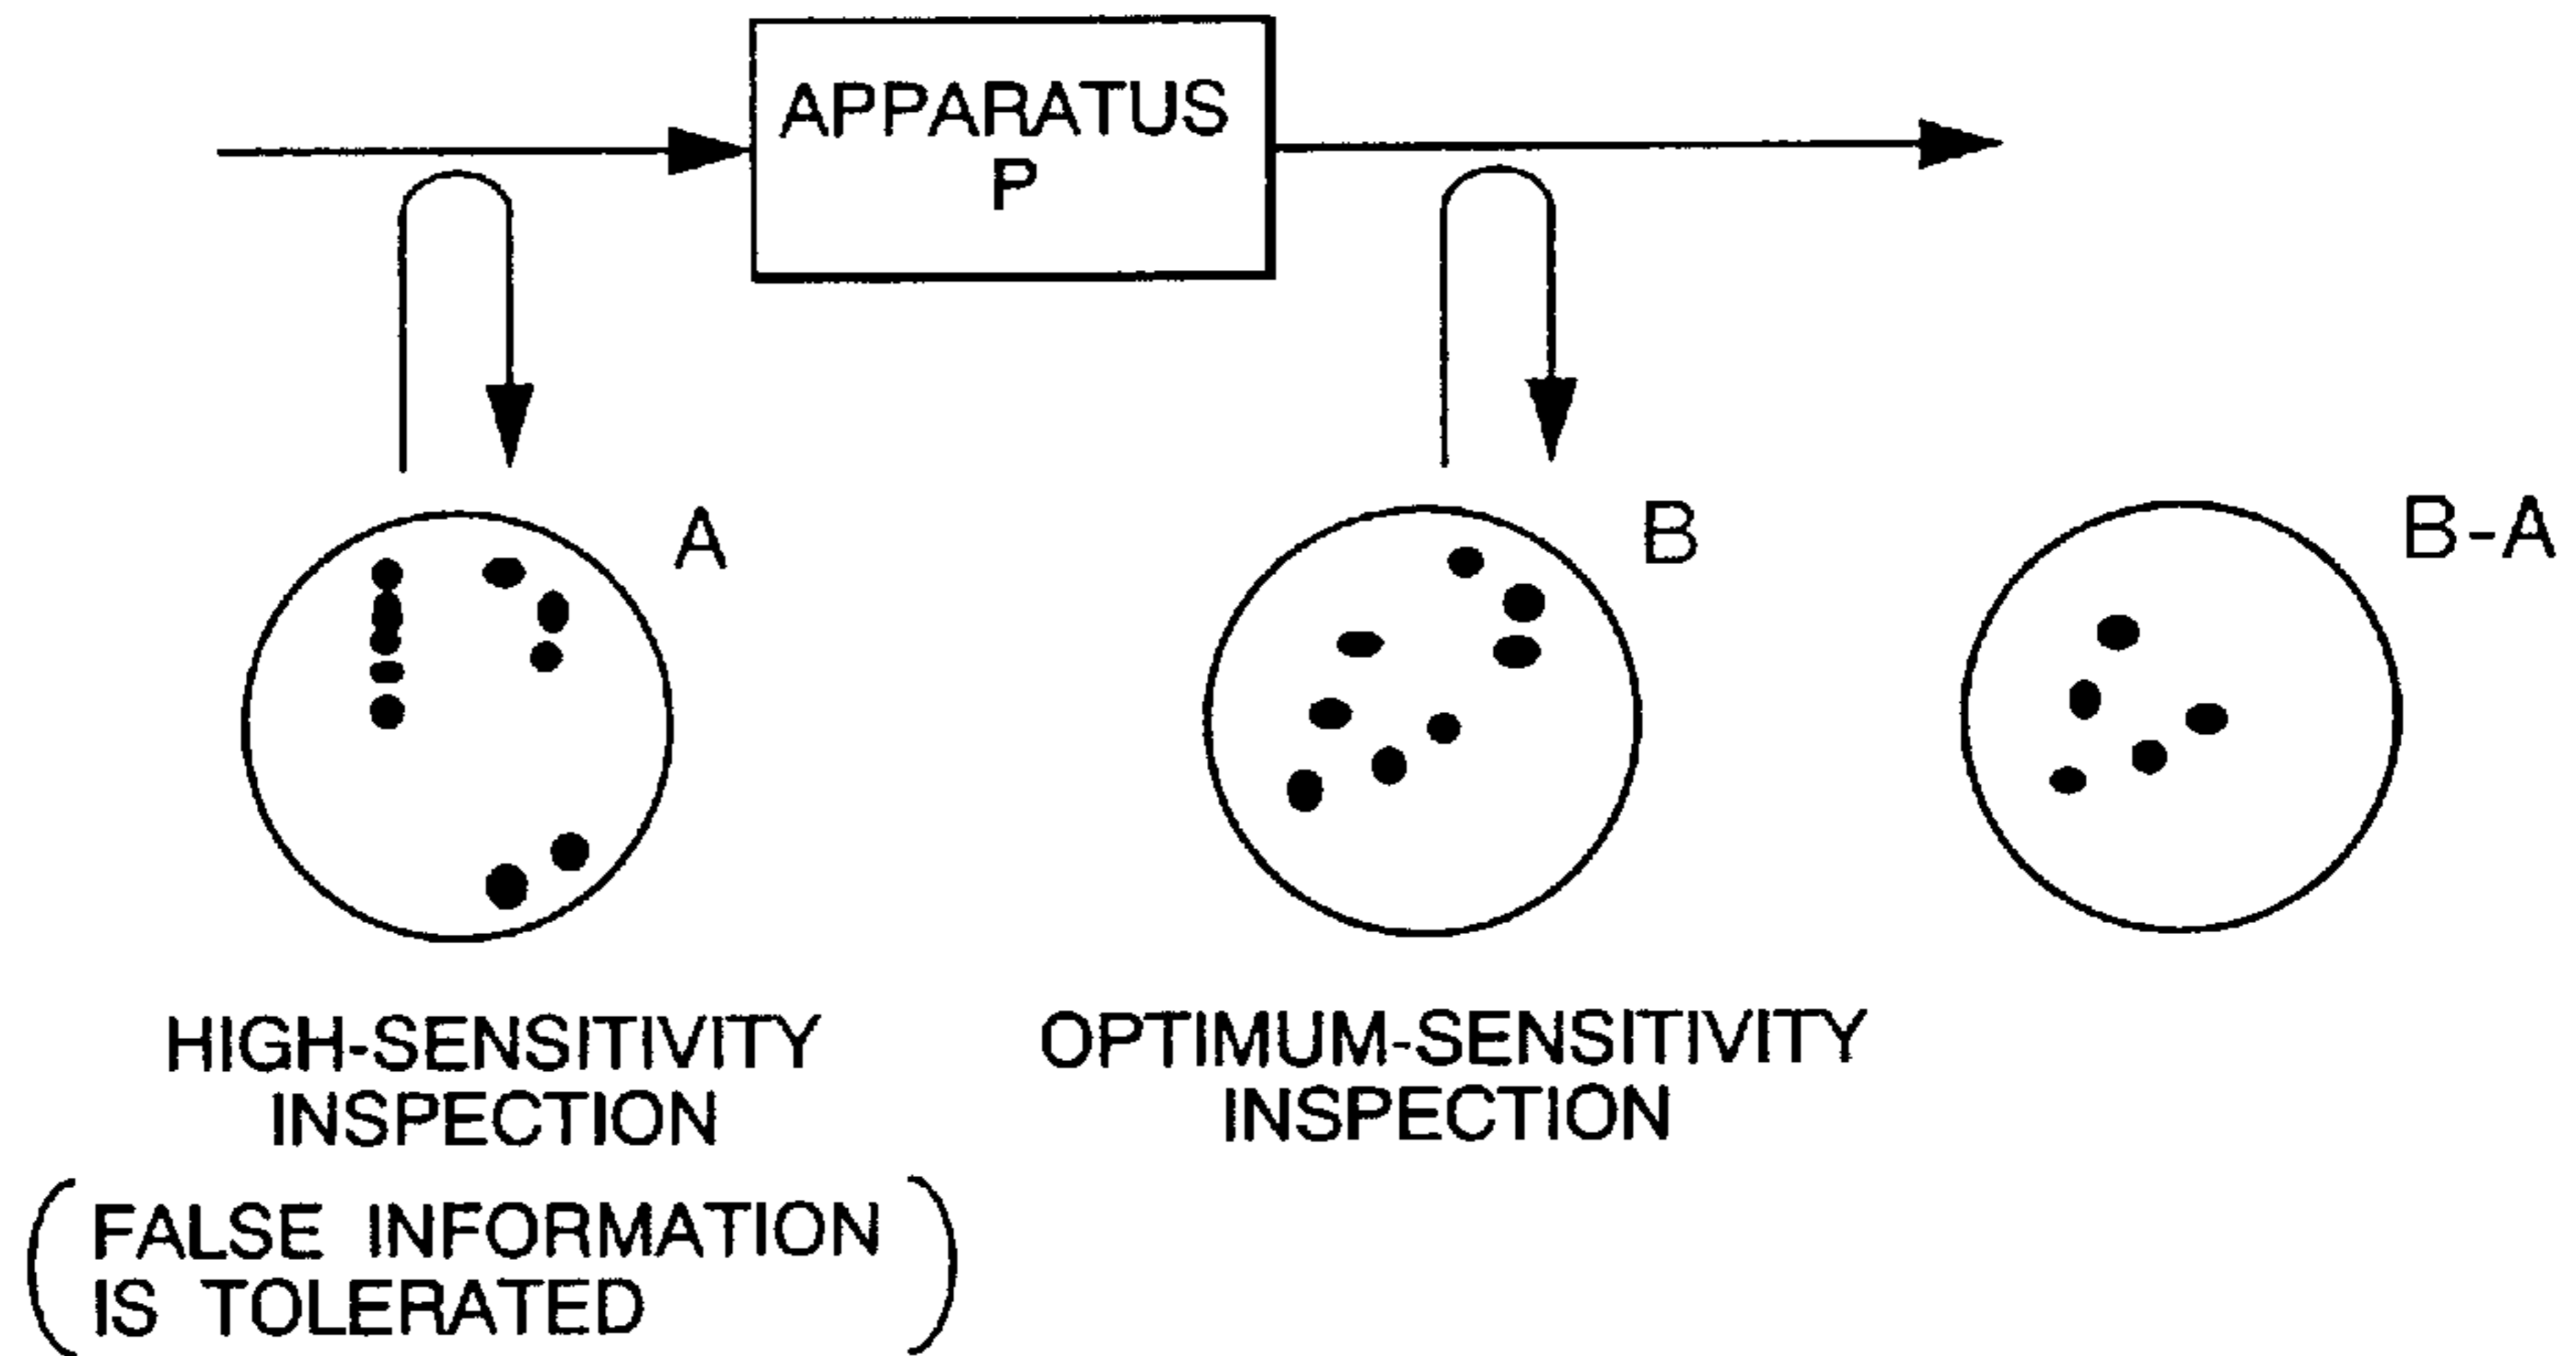 APPARATUS
P
A
B
B-A
HIGH-SENSITIVITY
INSPECTION
(FALSE INFORMATION
IS TOLERATED)
OPTIMUM-SENSITIVITY
INSPECTION